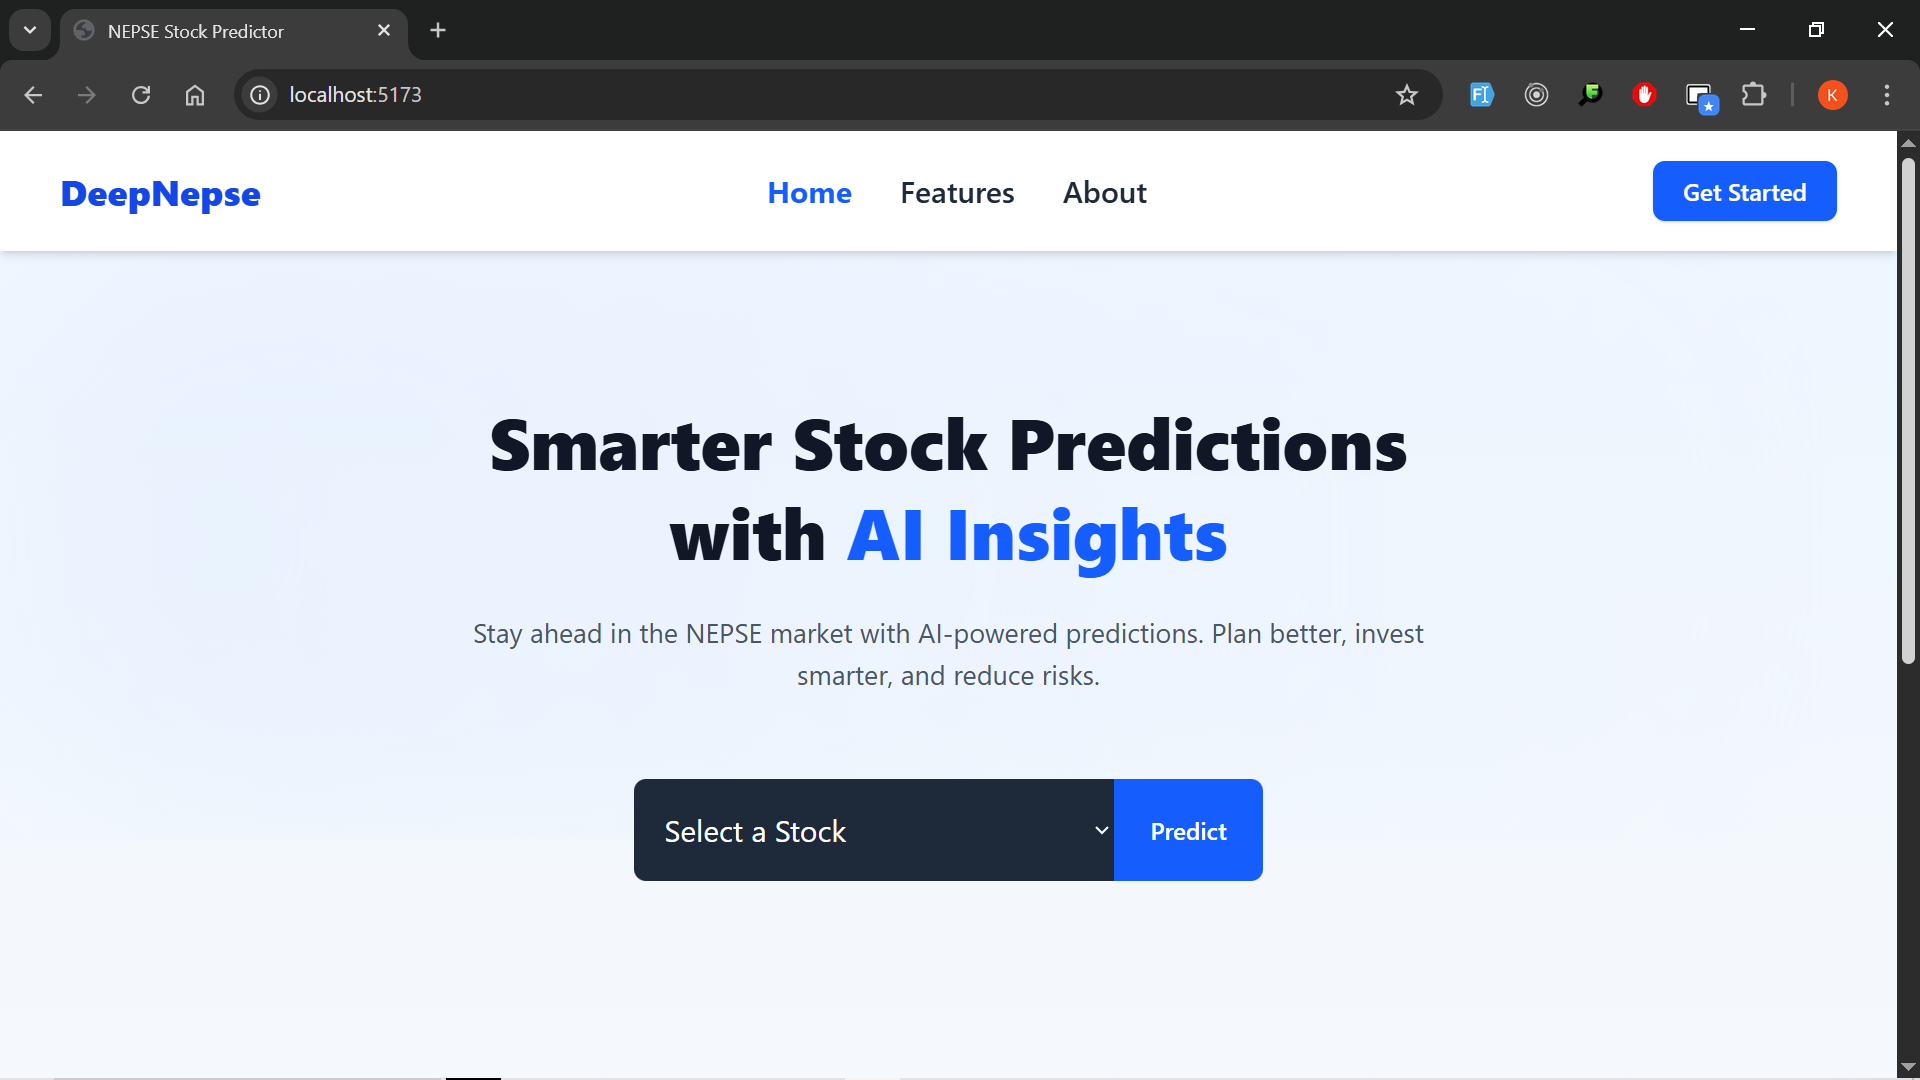 NEPSE Stock Predictor
localhost:5173
K
DeepNepse
Home
Features
About
Get Started
Smarter Stock Predictions
with AI Insights
Stay ahead in the NEPSE market with AI-powered predictions. Plan better, invest
smarter, and reduce risks.
Select a Stock
Predict